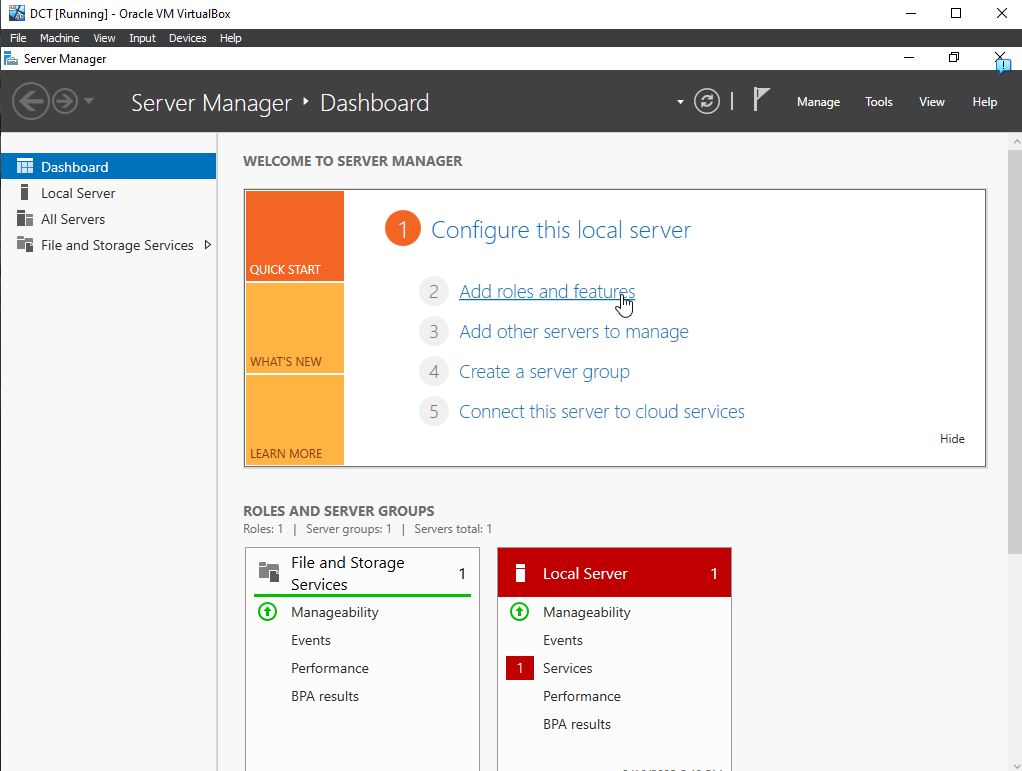 DCT [Running] - Oracle VM VirtualBox
File Machine View Input Devices Help
Server Manager
Server Manager ‣ Dashboard
Manage Tools View Help
Dashboard
Local Server
All Servers
File and Storage Services
WELCOME TO SERVER MANAGER
QUICK START
WHAT'S NEW
LEARN MORE
1 Configure this local server
2 Add roles and features
3 Add other servers to manage
4 Create a server group
5 Connect this server to cloud services
Hide
ROLES AND SERVER GROUPS
Roles: 1 | Server groups: 1 | Servers total: 1
File and Storage
Services
1
Manageability
Events
Performance
BPA results
Local Server 1
Manageability
Events
1 Services
Performance
BPA results